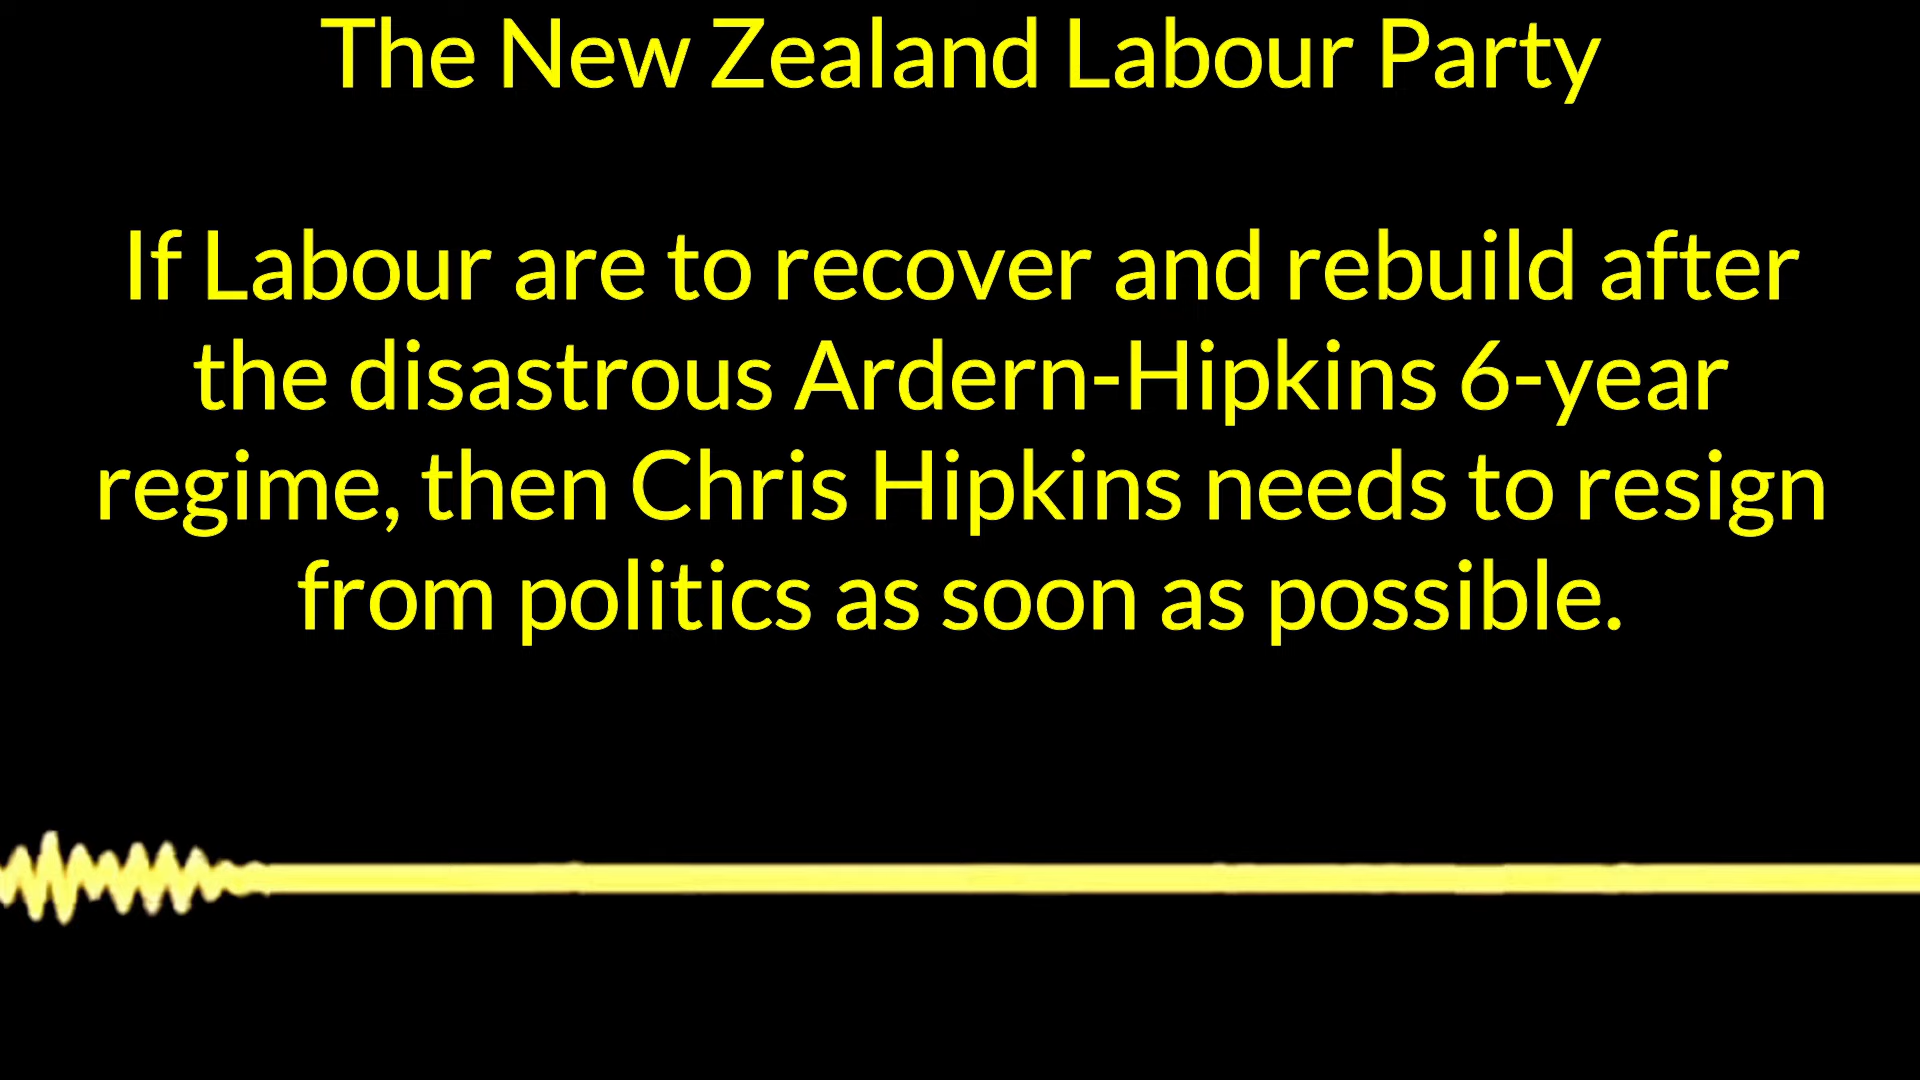 The New Zealand Labour Party
If Labour are to recover and rebuild after
the disastrous Ardern-Hipkins 6-year
regime, then Chris Hipkins needs to resign
from politics as soon as possible.